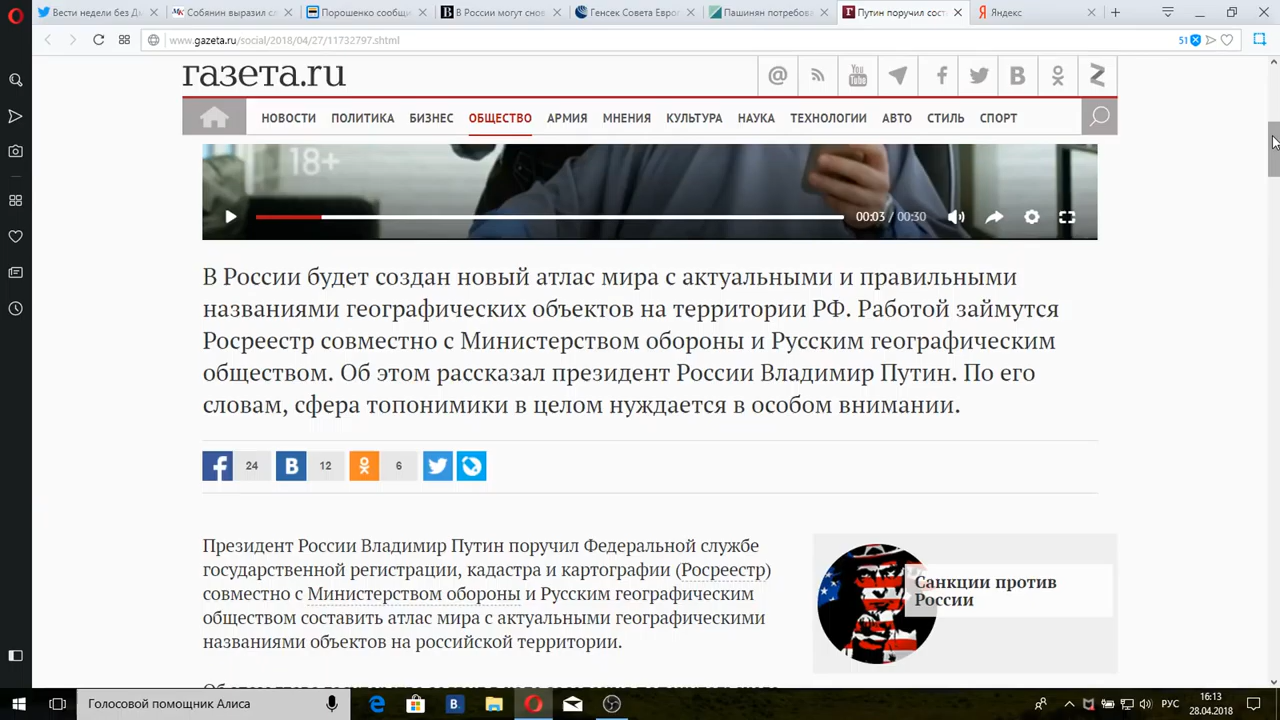 Вести недели без Ди
Собянин выразил сл
Порошенко сообщи
В России могут снов
Генсек Совета Европ
Пашинян потребова
Путин поручил сост
Яндекс
www.gazeta.ru/social/2018/04/27/11732797.shtml
51
газета.ru
НОВОСТИ ПОЛИТИКА БИЗНЕС ОБЩЕСТВО АРМИЯ МНЕНИЯ КУЛЬТУРА НАУКА ТЕХНОЛОГИИ АВТО СТИЛЬ СПОРТ
18+
00:03 / 00:30
В России будет создан новый атлас мира с актуальными и правильными
названиями географических объектов на территории РФ. Работой займутся
Росреестр совместно с Министерством обороны и Русским географическим
обществом. Об этом рассказал президент России Владимир Путин. По его
словам, сфера топонимики в целом нуждается в особом внимании.
24 12 6
Президент России Владимир Путин поручил Федеральной службе
государственной регистрации, кадастра и картографии (Росреестр)
совместно с Министерством обороны и Русским географическим
обществом составить атлас мира с актуальными географическими
названиями объектов на российской территории.
Санкции против
России
Голосовой помощник Алиса
РУС
16:13
28.04.2018